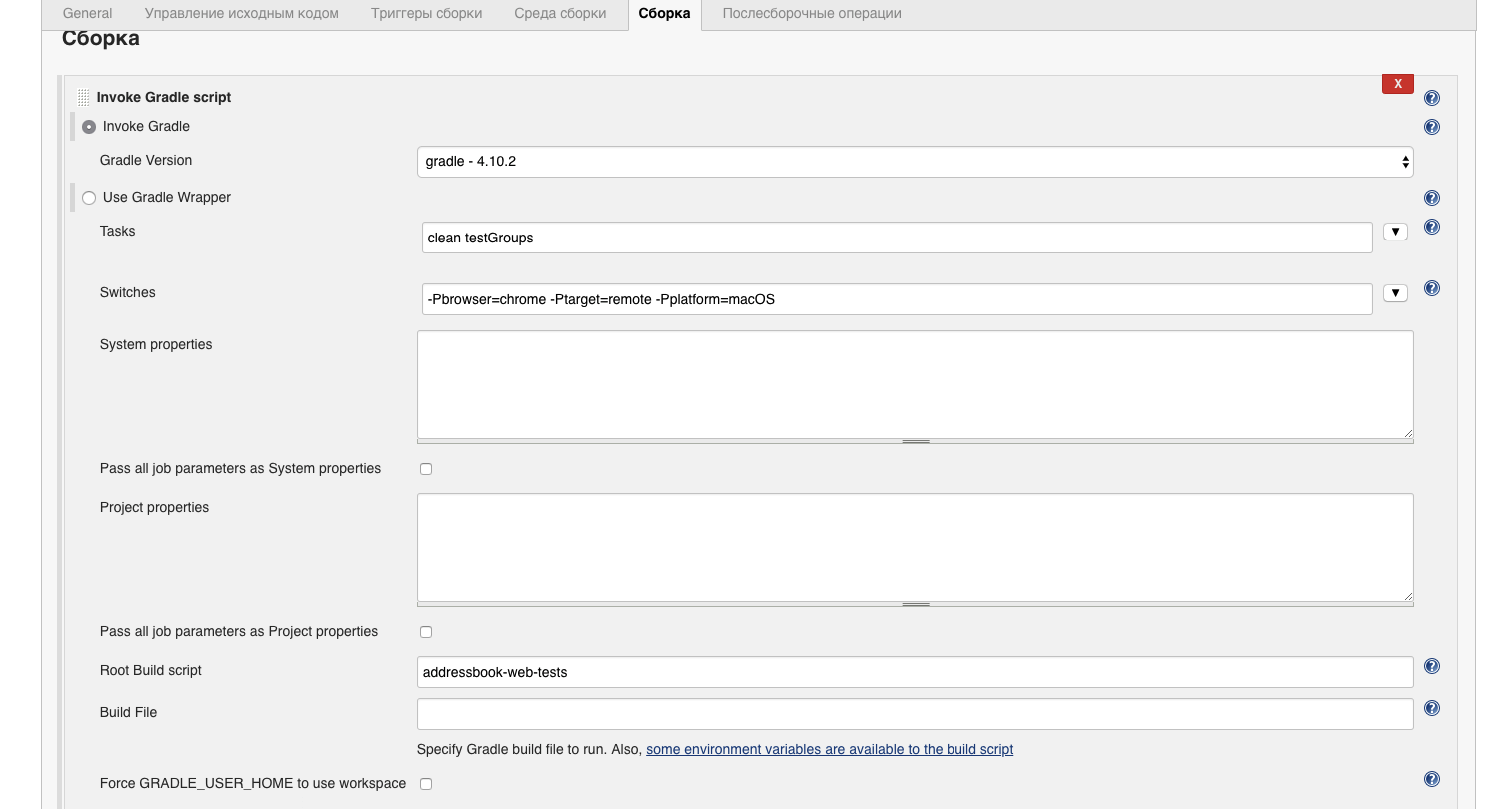 General Управление исходным кодом Триггеры сборки Среда сборки Сборка Послесборочные операции
Сборка
Invoke Gradle script X
Invoke Gradle
Gradle Version gradle - 4.10.2
Use Gradle Wrapper
Tasks clean testGroups ▼
Switches -Pbrowser=chrome -Ptarget=remote -Pplatform=macOS ▼
System properties
Pass all job parameters as System properties
Project properties
Pass all job parameters as Project properties
Root Build script addressbook-web-tests
Build File
Specify Gradle build file to run. Also, some environment variables are available to the build script
Force GRADLE_USER_HOME to use workspace